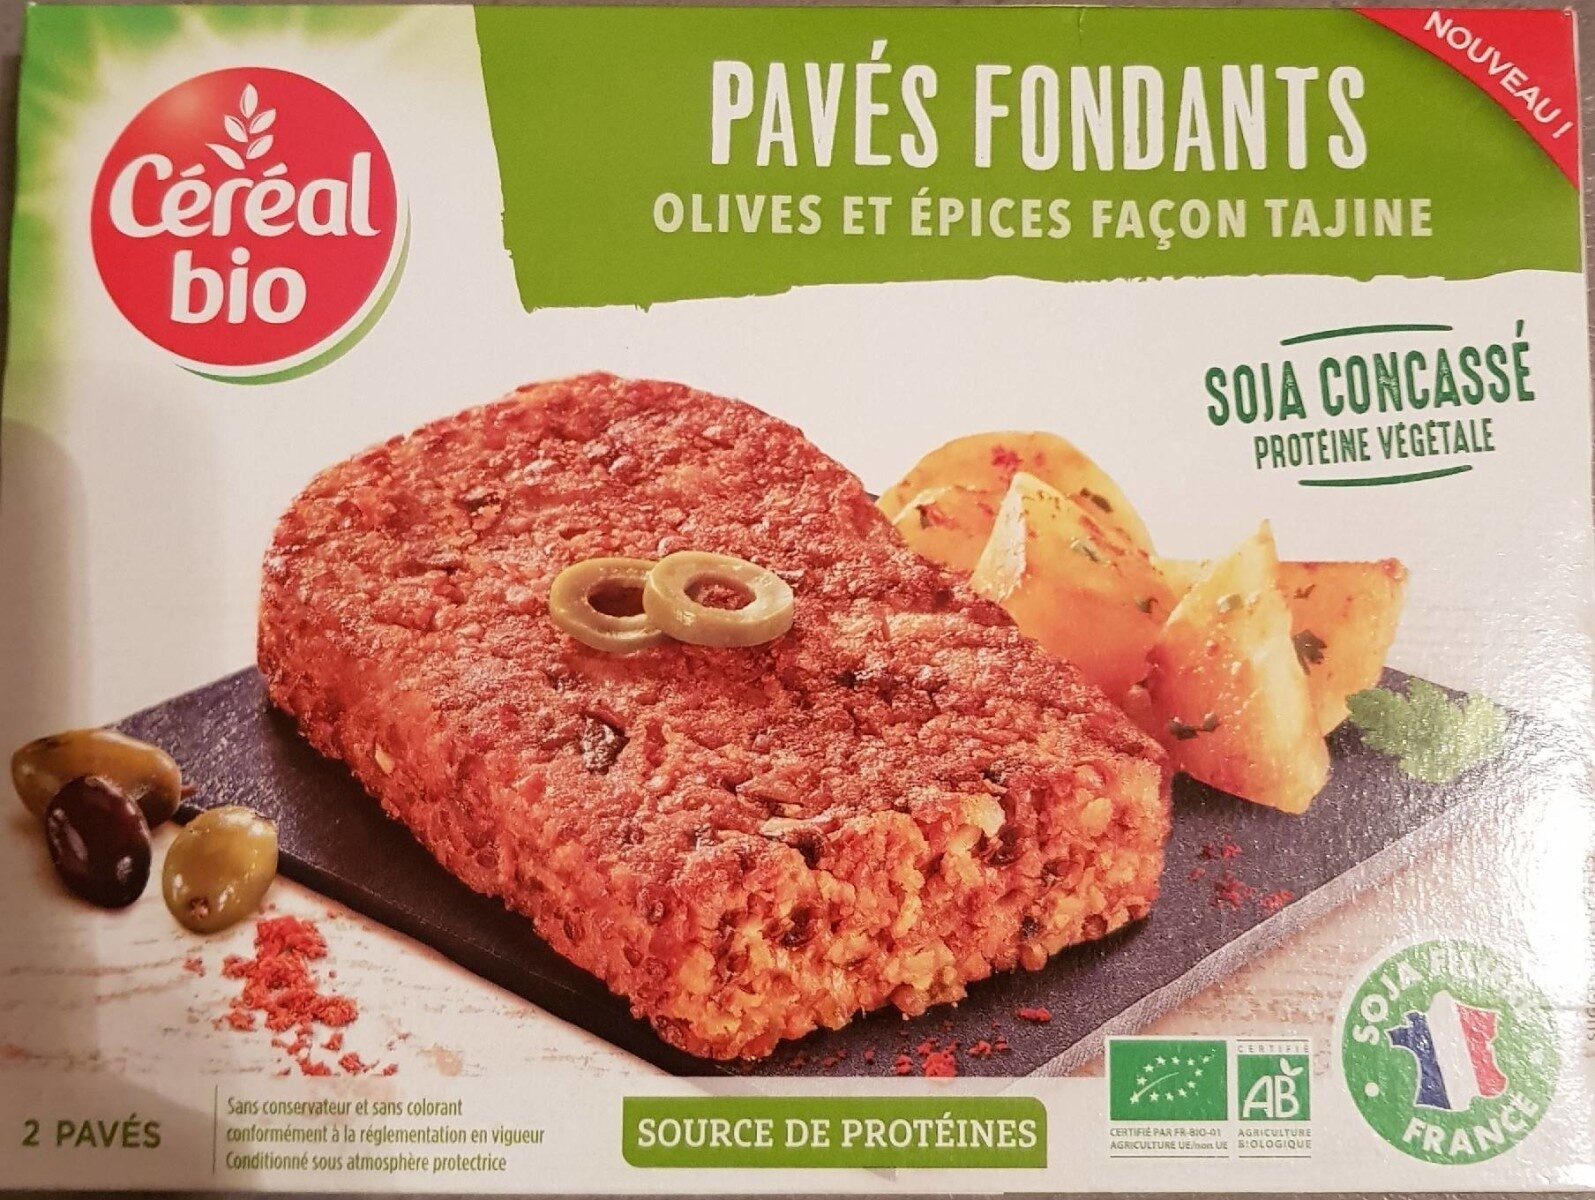 Céréal
bio
PAVÉS FONDANTS
OLIVES ET ÉPICES FAÇON TAJINE
NOUVEAU !
SOJA CONCASSÉ
PROTÉINE VÉGÉTALE
2 PAVÉS
Sans conservateur et sans colorant
conformément à la réglementation en vigueur
Conditionné sous atmosphère protectrice
SOURCE DE PROTÉINES
CERTIFIÉ PAR FR-BIO-01
AGRICULTURE UE/non UE
CERTIFIÉ
AB
AGRICULTURE
BIOLOGIQUE
SOJA
FRANCE